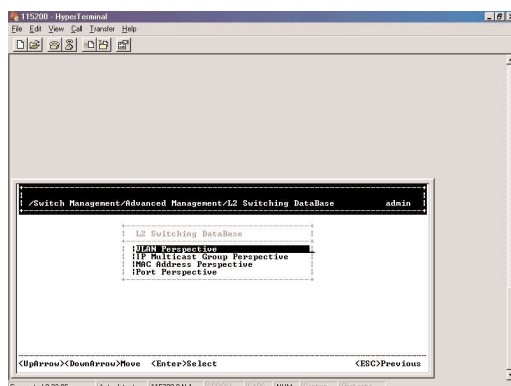 115200 - HyperTerminal
File Edit View Call Transfer Help
/Switch Management/Advanced Management/L2 Switching DataBase admin
L2 Switching DataBase
VLAN Perspective
IP Multicast Group Perspective
MAC Address Perspective
Port Perspective
<UpArrow><DownArrow>Move <Enter>Select <ESC>Previous
NUM